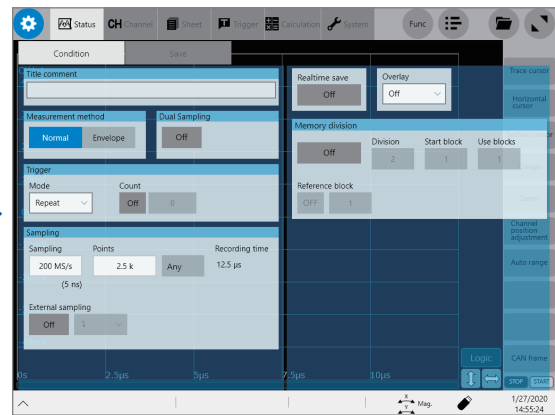 Status CH Channel Sheet Trigger Calculation System Func
Condition Save
Title comment
Realtime save Overlay
Off Off
Measurement method Dual Sampling
Normal Envelope Off
Memory division
Division Start block Use blocks
Off 2 1 1
Reference block
OFF 1
Trigger
Mode Count
Repeat Off 0
Sampling
Sampling Points Recording time
200 MS/s 2.5 k Any 12.5 µs
(5 ns)
External sampling
Off
Trace cursor
Horizontal
cursor
Zoom
Channel
position
adjustment
Auto range
Logic CAN frame
0s 2.5µs 5µs 7.5µs 10µs
STOP START
X
Y Mag.
1/27/2020
14:55:24